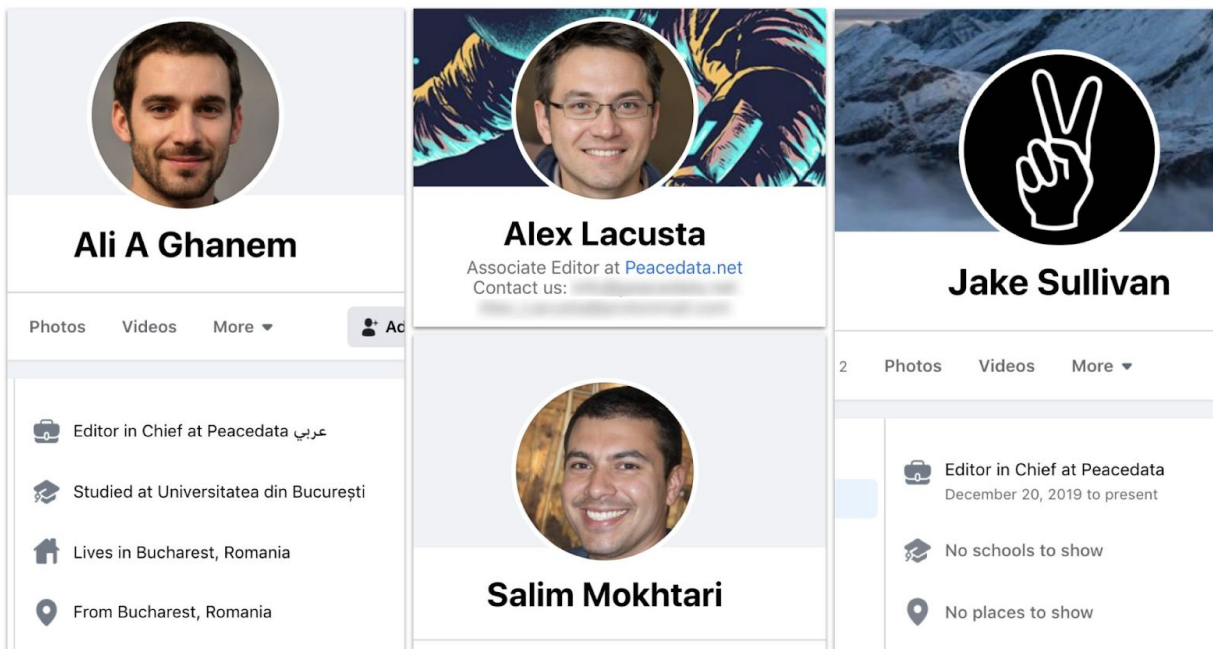 Ali A Ghanem
Photos Videos More
Ad
Editor in Chief at Peacedata عربي
Studied at Universitatea din București
Lives in Bucharest, Romania
From Bucharest, Romania
Alex Lacusta
Associate Editor at Peacedata.net
Contact us:
Salim Mokhtari
Jake Sullivan
2 Photos Videos More
Editor in Chief at Peacedata
December 20, 2019 to present
No schools to show
No places to show